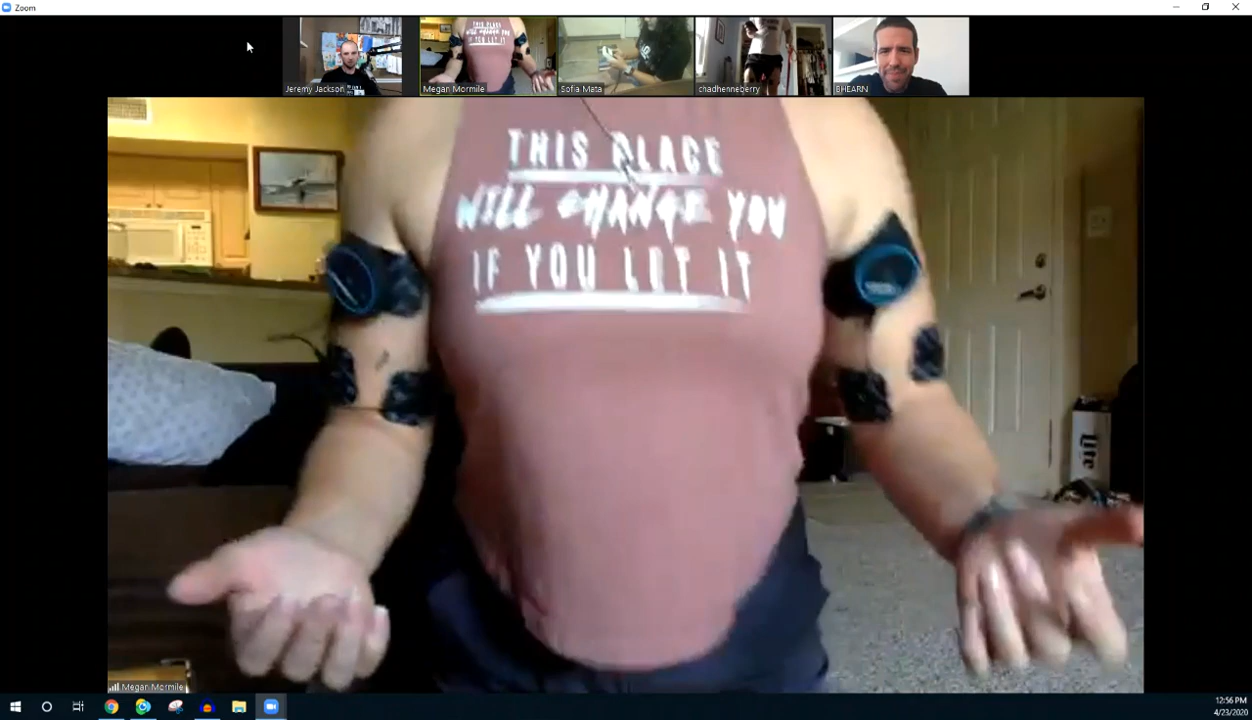 Zoom
Jeremy Jackson
Megan Mormile
Sofia Mata
chadhenneberry
BHEARN
THIS PLACE
WILL CHANGE YOU
IF YOU LET IT
Lite
Megan Mormile
12:56 PM
4/23/2020